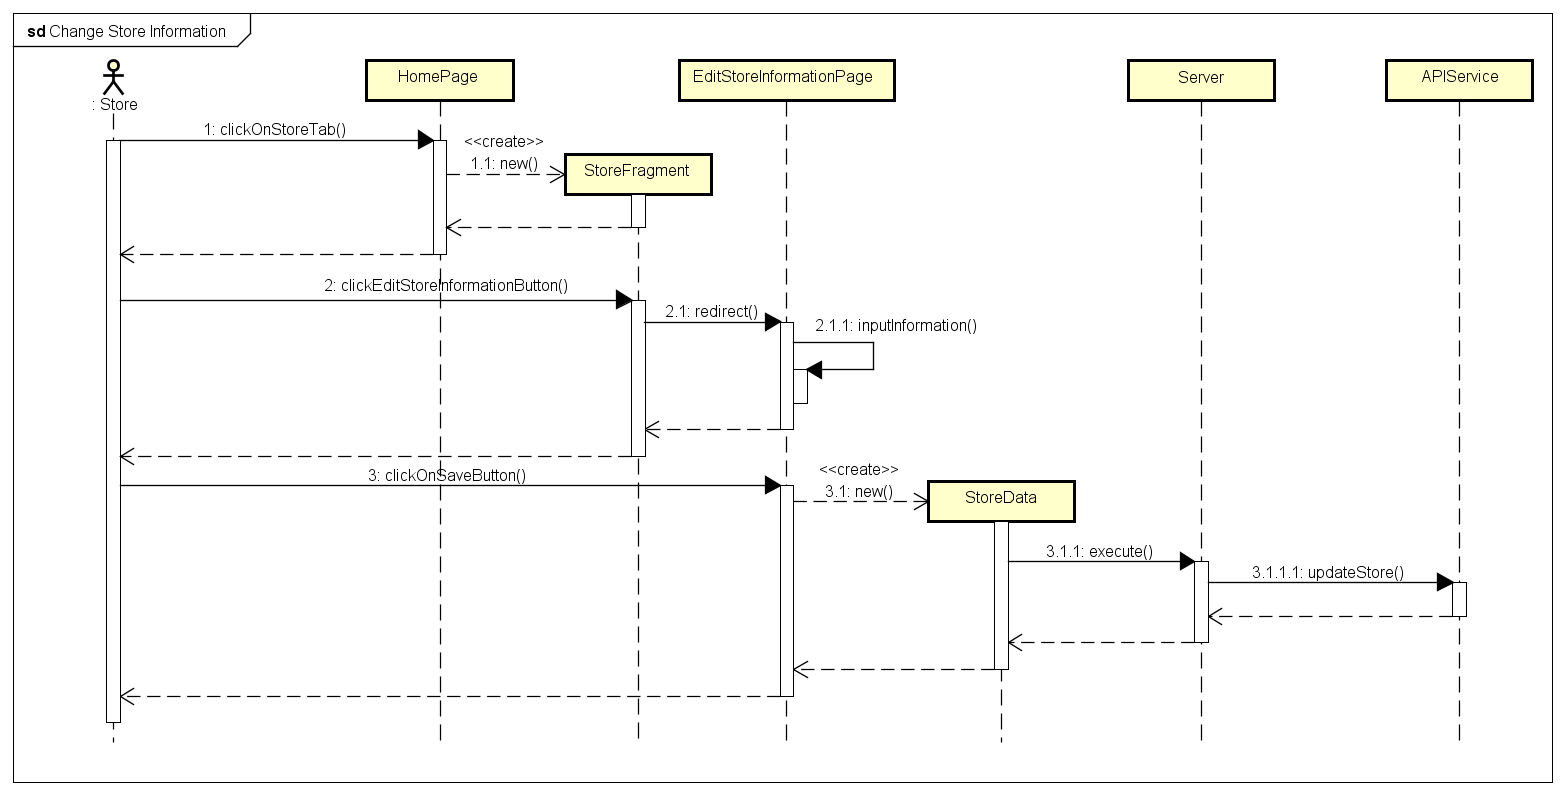 sd Change Store Information
: Store
HomePage
EditStoreInformationPage
Server
APIService
1: clickOnStoreTab()
<<create>>
1.1: new()
StoreFragment
2: clickEditStoreInformationButton()
2.1: redirect()
2.1.1: inputInformation()
3: clickOnSaveButton()
<<create>>
3.1: new()
StoreData
3.1.1: execute()
3.1.1.1: updateStore()